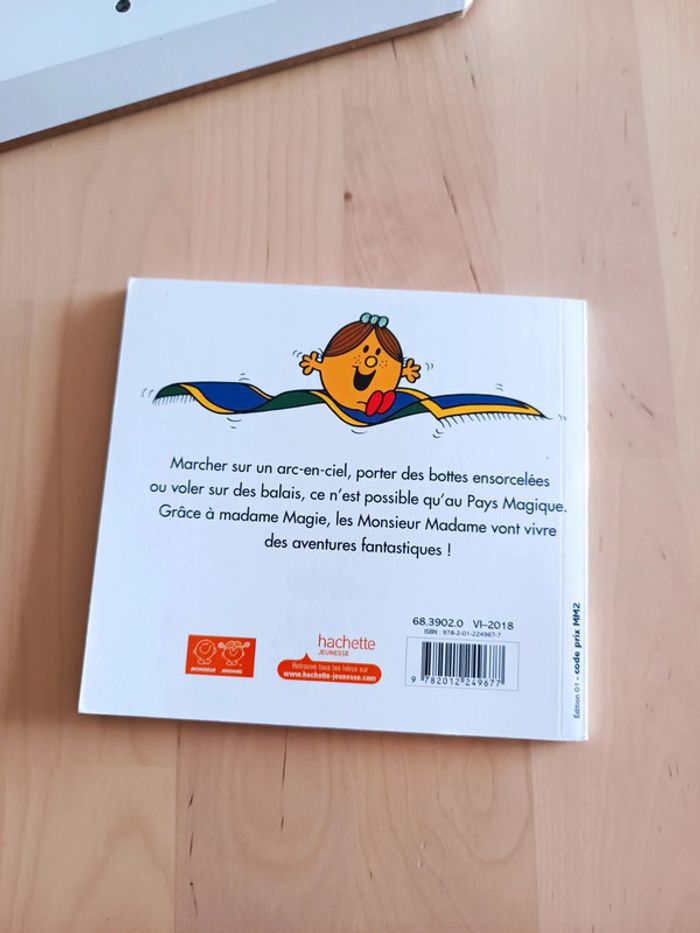 Marcher sur un arc-en-ciel, porter des bottes ensorcelées
ou voler sur des balais, ce n'est possible qu'au Pays Magique.
Grâce à madame Magie, les Monsieur Madame vont vivre
des aventures fantastiques !
MONSIEUR MADAME
hachette
JEUNESSE
Retrouve tous tes héros sur
www.hachette-jeunesse.com
68.3902.0 VI-2018
ISBN : 978-2-01-224967-7
9 782012 249677
Edition 01 - code prix MM2